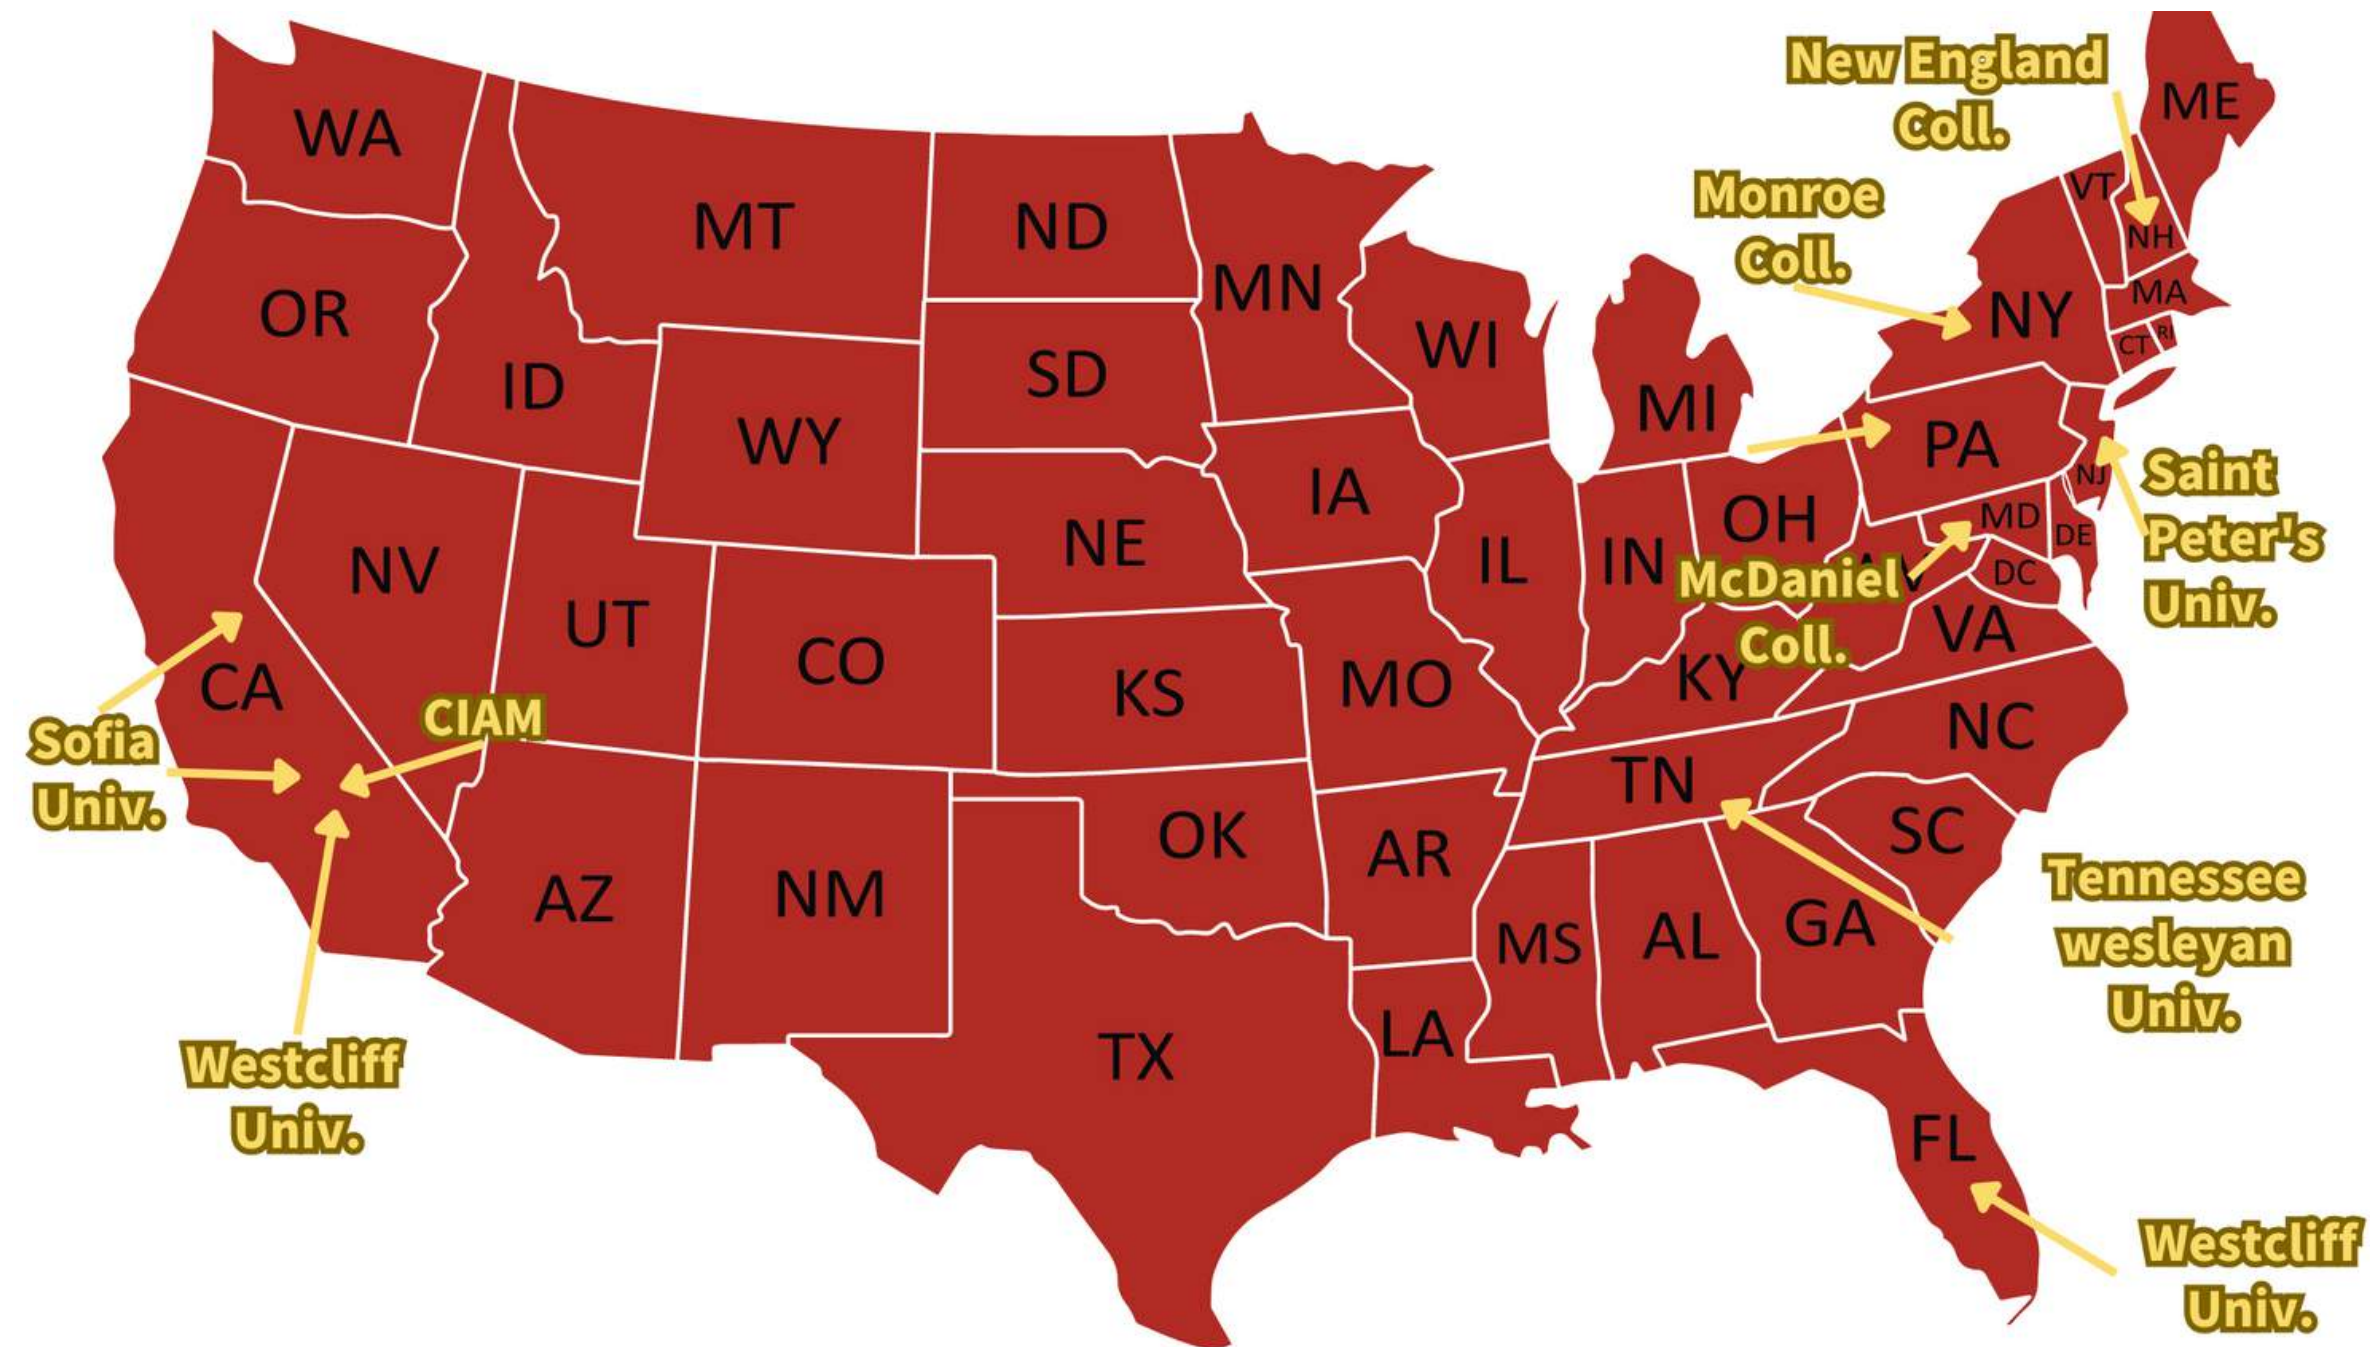 New England
Coll.
ME
WA
VT
Monroe
Coll.
MT
ND
NH
MN
MA
OR
NY
WI
RI
CT
SD
ID
MI
WY
PA
Saint
Peter's
Univ.
NJ
IA
OH
MD
NE
DE
NV
IL
IN
McDaniel
Coll.
DC
UT
VA
CO
KS
MO
KY
CA
CIAM
Sofia
Univ.
NC
TN
OK
SC
AR
Tennessee
wesleyan
Univ.
AZ
NM
GA
MS
AL
LA
TX
Westcliff
Univ.
FL
Westcliff
Univ.